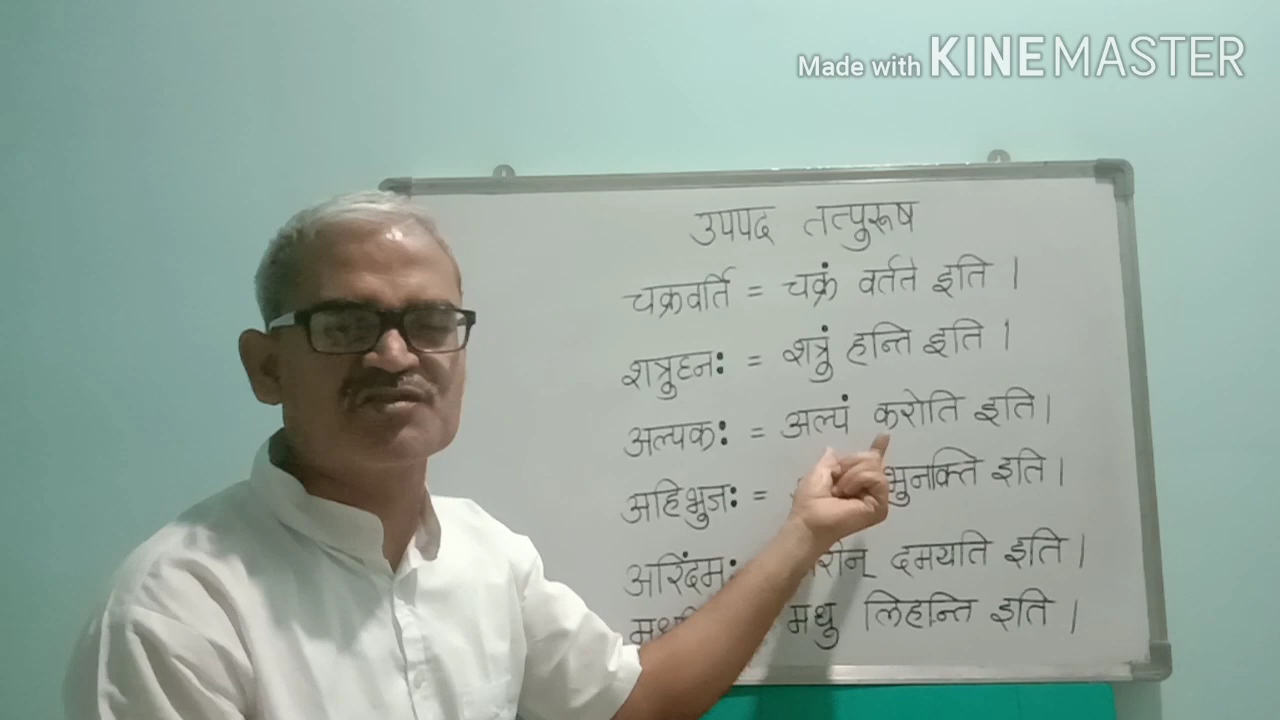 Made with KINEMASTER
उपपद तत्पुरूष
चक्रवर्ति = चक्रं वर्तते इति ।
शत्रुहनः = शत्रुं हन्ति इति ।
अल्पकः = अल्पं करोति इति ।
अहिभुजः = भुनक्ति इति ।
अरिंदमः दमयति इति ।
मधु लिहन्ति इति ।